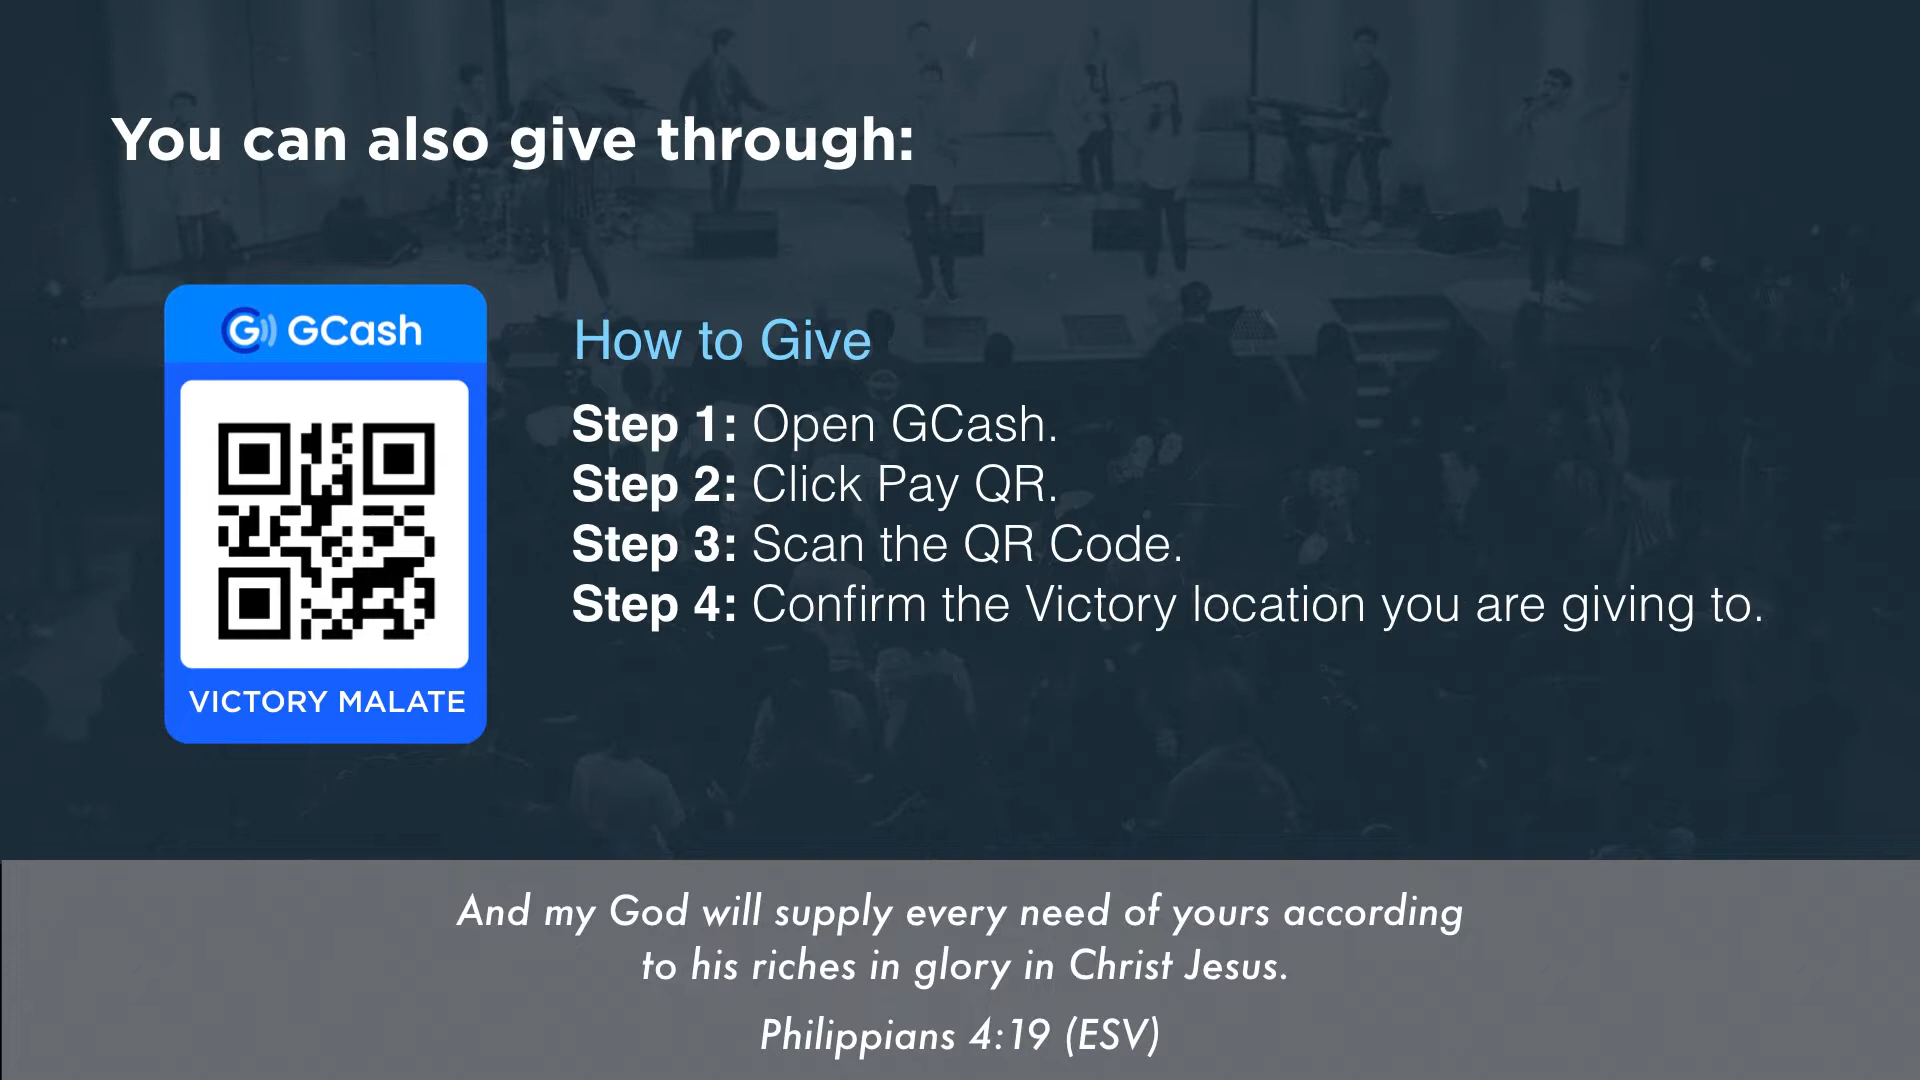 You can also give through:
GCash
VICTORY MALATE
How to Give
Step 1: Open GCash.
Step 2: Click Pay QR.
Step 3: Scan the QR Code.
Step 4: Confirm the Victory location you are giving to.
And my God will supply every need of yours according
to his riches in glory in Christ Jesus.
Philippians 4:19 (ESV)